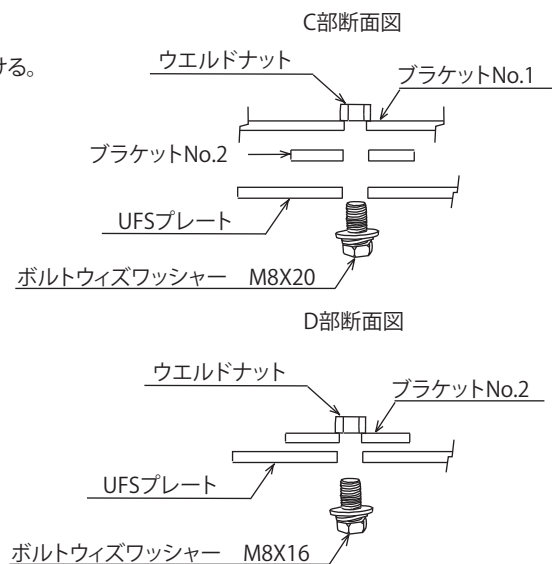 C部断面図
ける。
ウエルドナット
ブラケットNo.1
ブラケットNo.2
UFSプレート
ボルトウィズワッシャー M8X20
D部断面図
ウエルドナット
ブラケットNo.2
UFSプレート
ボルトウィズワッシャー M8X16